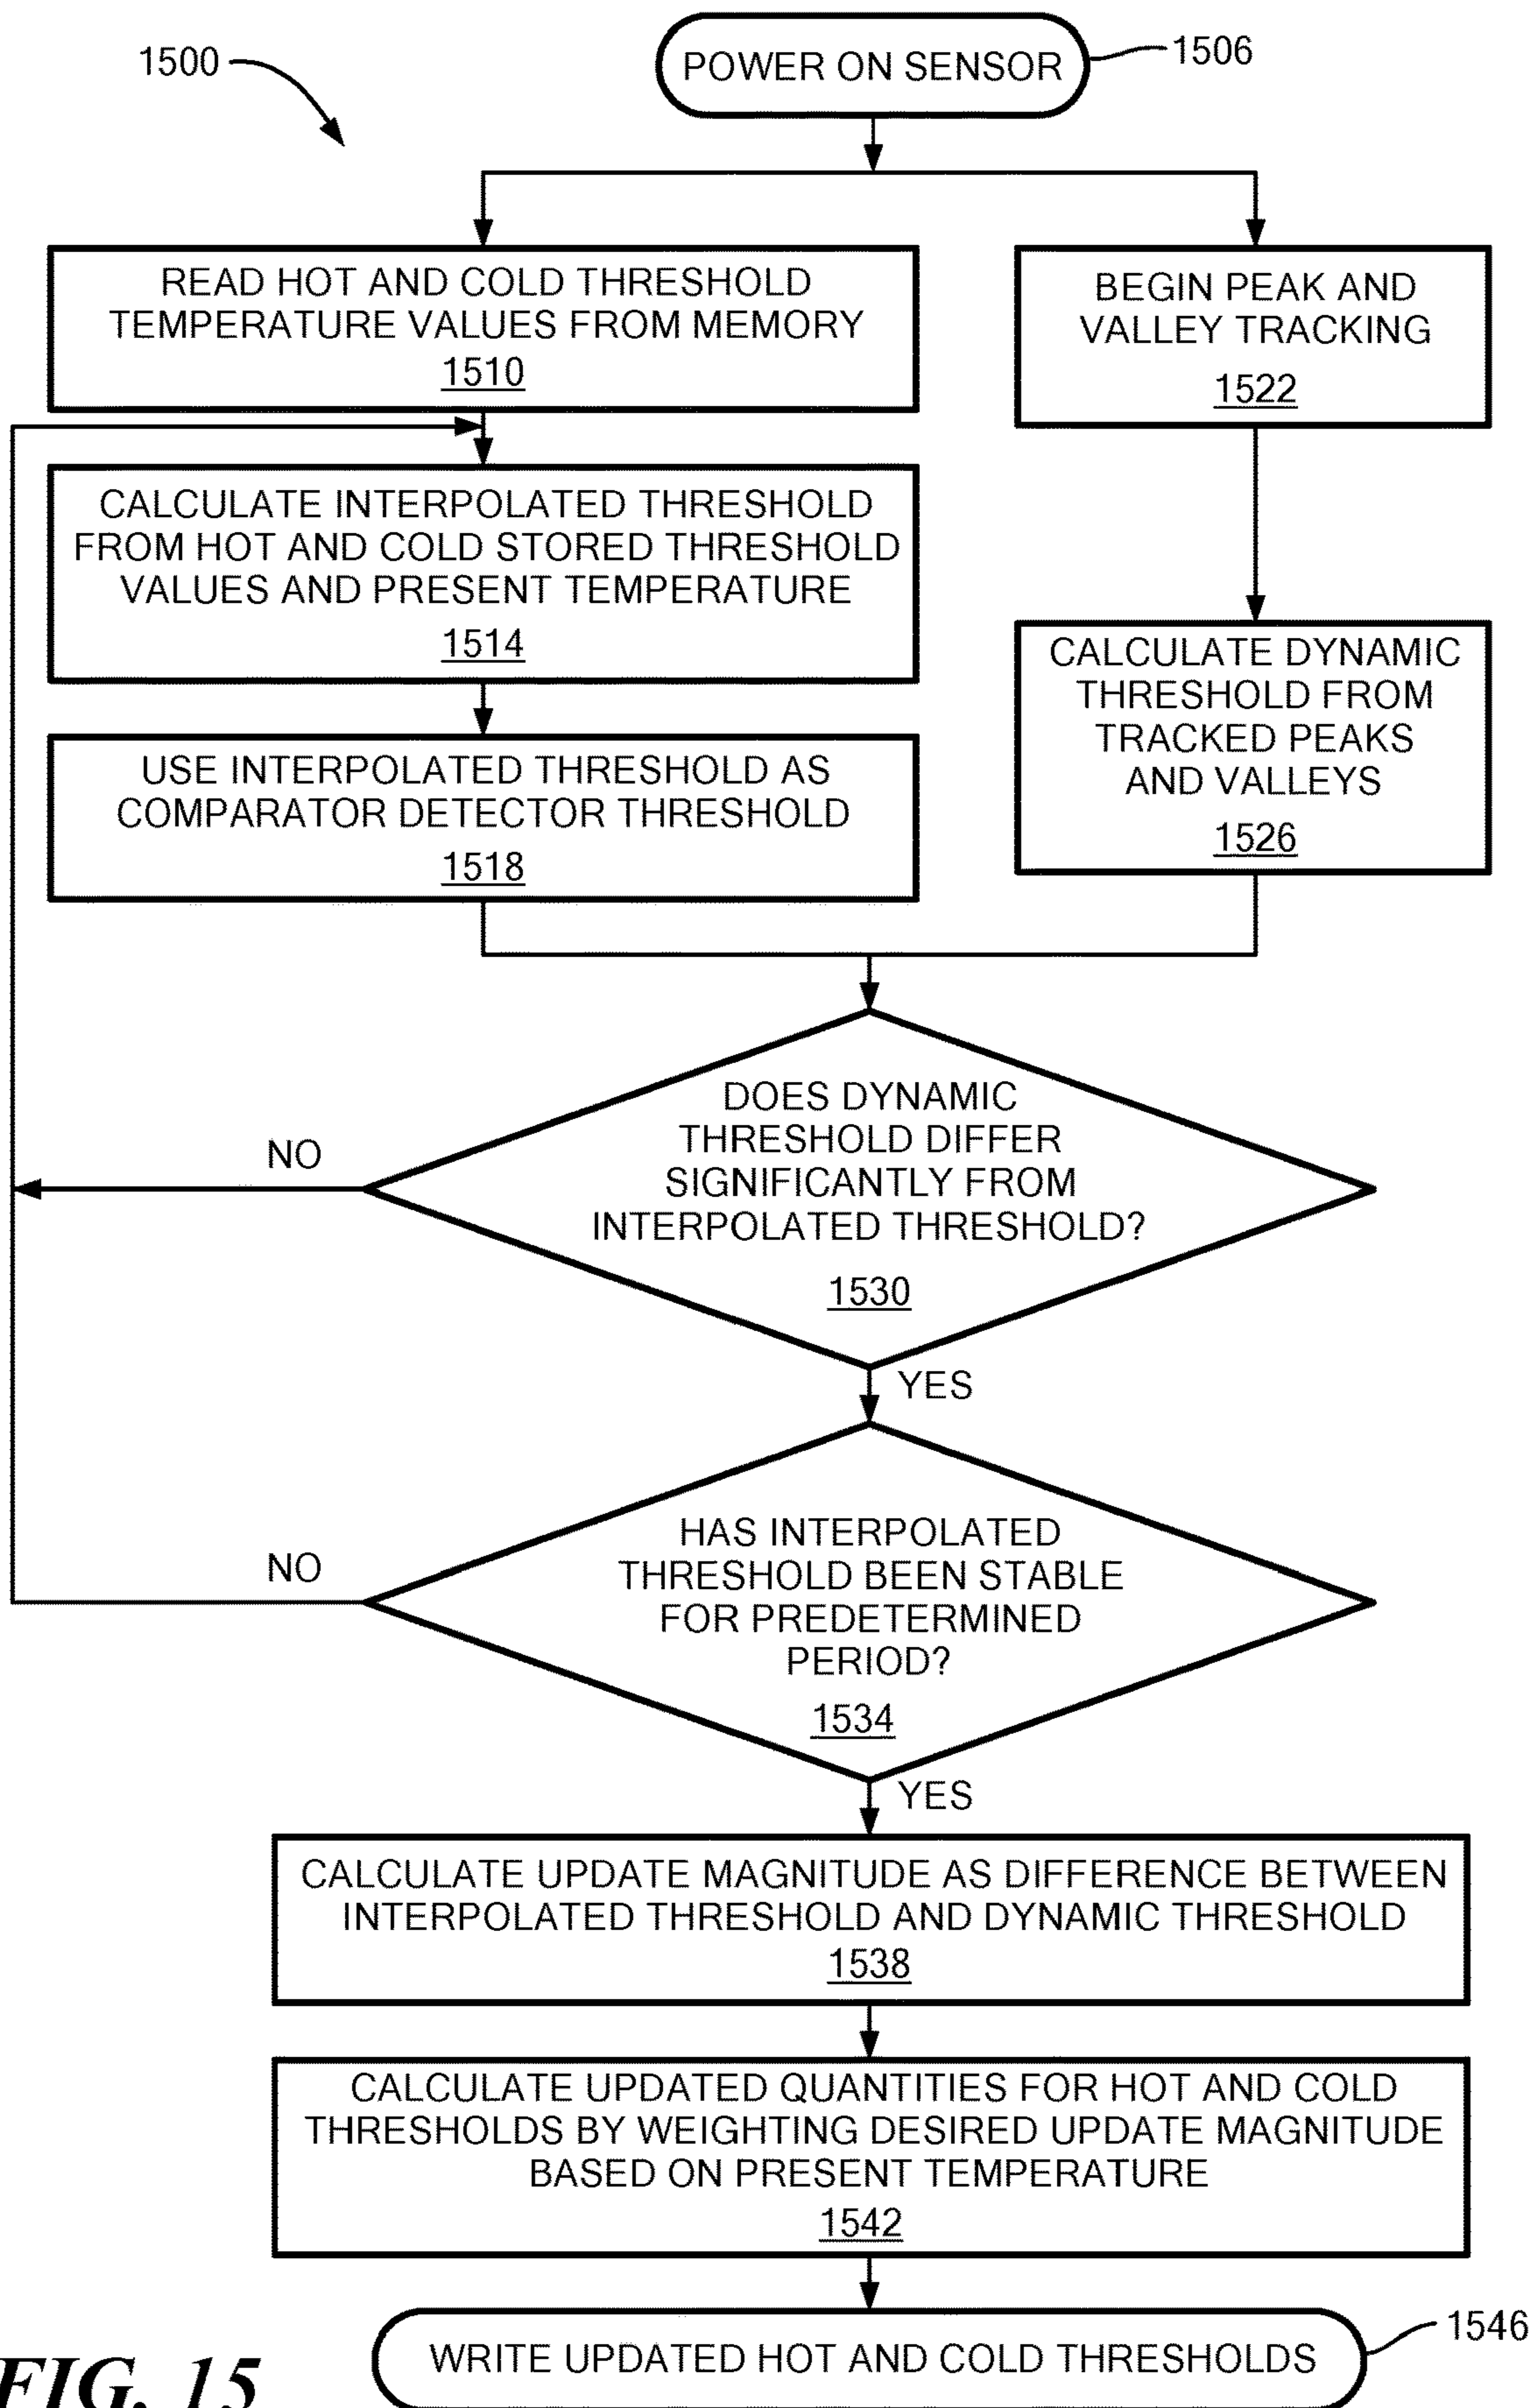 1500
POWER ON SENSOR
1506
READ HOT AND COLD THRESHOLD
TEMPERATURE VALUES FROM MEMORY
1510
BEGIN PEAK AND
VALLEY TRACKING
1522
CALCULATE INTERPOLATED THRESHOLD
FROM HOT AND COLD STORED THRESHOLD
VALUES AND PRESENT TEMPERATURE
1514
CALCULATE DYNAMIC
THRESHOLD FROM
TRACKED PEAKS
AND VALLEYS
1526
USE INTERPOLATED THRESHOLD AS
COMPARATOR DETECTOR THRESHOLD
1518
DOES DYNAMIC
THRESHOLD DIFFER
SIGNIFICANTLY FROM
INTERPOLATED THRESHOLD?
1530
NO
YES
HAS INTERPOLATED
THRESHOLD BEEN STABLE
FOR PREDETERMINED
PERIOD?
1534
NO
YES
CALCULATE UPDATE MAGNITUDE AS DIFFERENCE BETWEEN
INTERPOLATED THRESHOLD AND DYNAMIC THRESHOLD
1538
CALCULATE UPDATED QUANTITIES FOR HOT AND COLD
THRESHOLDS BY WEIGHTING DESIRED UPDATE MAGNITUDE
BASED ON PRESENT TEMPERATURE
1542
WRITE UPDATED HOT AND COLD THRESHOLDS
1546
FIG. 15